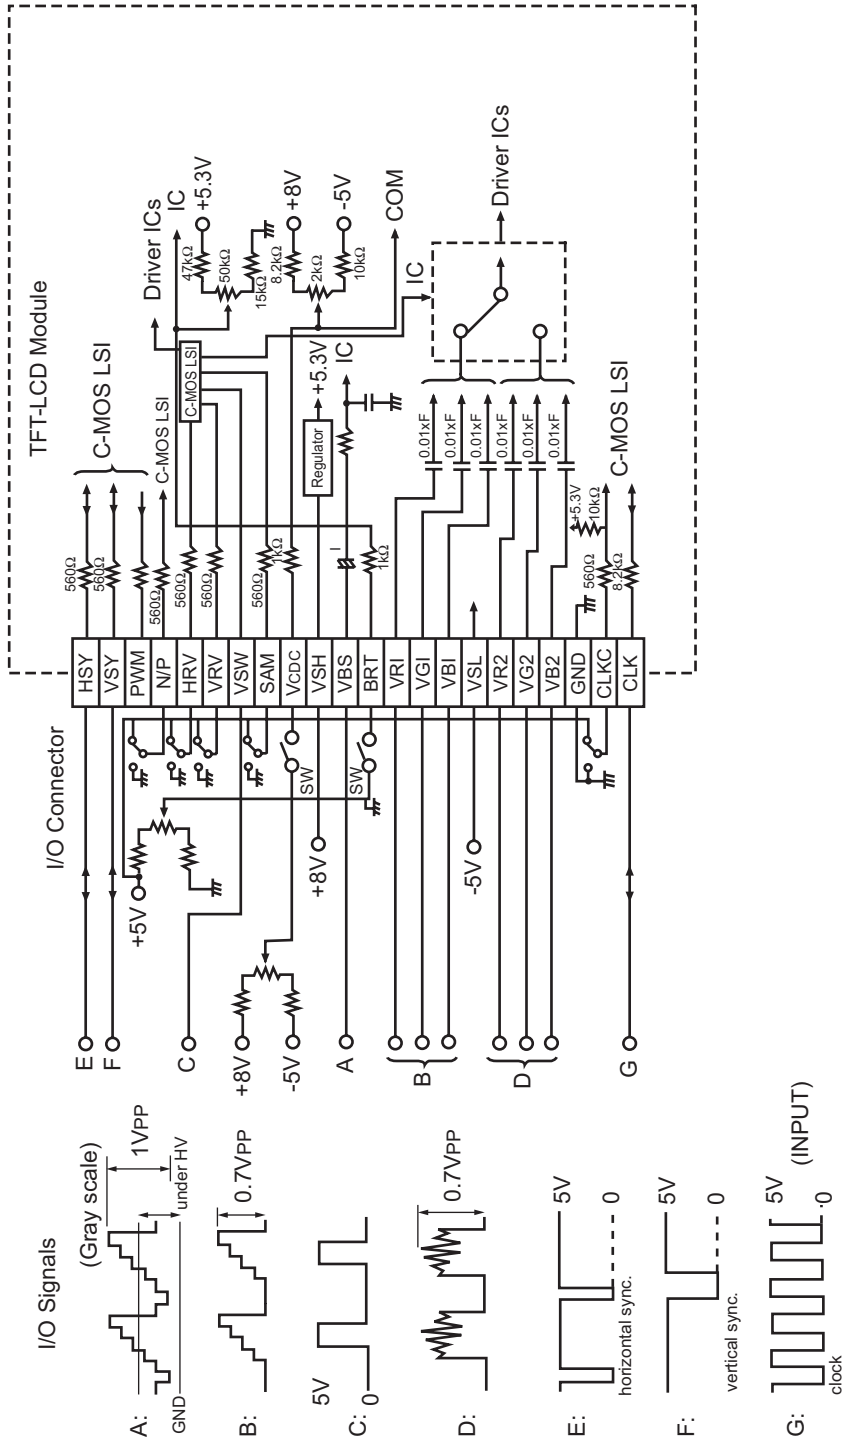 I/O Signals
A:
(Gray scale)
1VPP
under HV
GND
B:
0.7VPP
C:
5V
0
D:
0.7VPP
E:
5V
0
horizontal sync.
F:
5V
0
vertical sync.
G:
5V
0
(INPUT)
clock
E
F
C
+8V
-5V
A
B
D
G
I/O Connector
+5V
SW
SW
+8V
-5V
HSY
VSY
PWM
N/P
HRV
VRV
VSW
SAM
VCDC
VSH
VBS
BRT
VRI
VGI
VBI
VSL
VR2
VG2
VB2
GND
CLKC
CLK
TFT-LCD Module
560Ω
560Ω
560Ω
560Ω
560Ω
560Ω
1kΩ
1kΩ
560Ω
8.2kΩ
C-MOS LSI
C-MOS LSI
C-MOS LSI
Driver ICs
IC
+5.3V
47kΩ
50kΩ
15kΩ
+8V
8.2kΩ
2kΩ
10kΩ
-5V
COM
Regulator
+5.3V
IC
IC
Driver ICs
0.01xF
0.01xF
0.01xF
0.01xF
0.01xF
0.01xF
+5.3V
10kΩ
C-MOS LSI